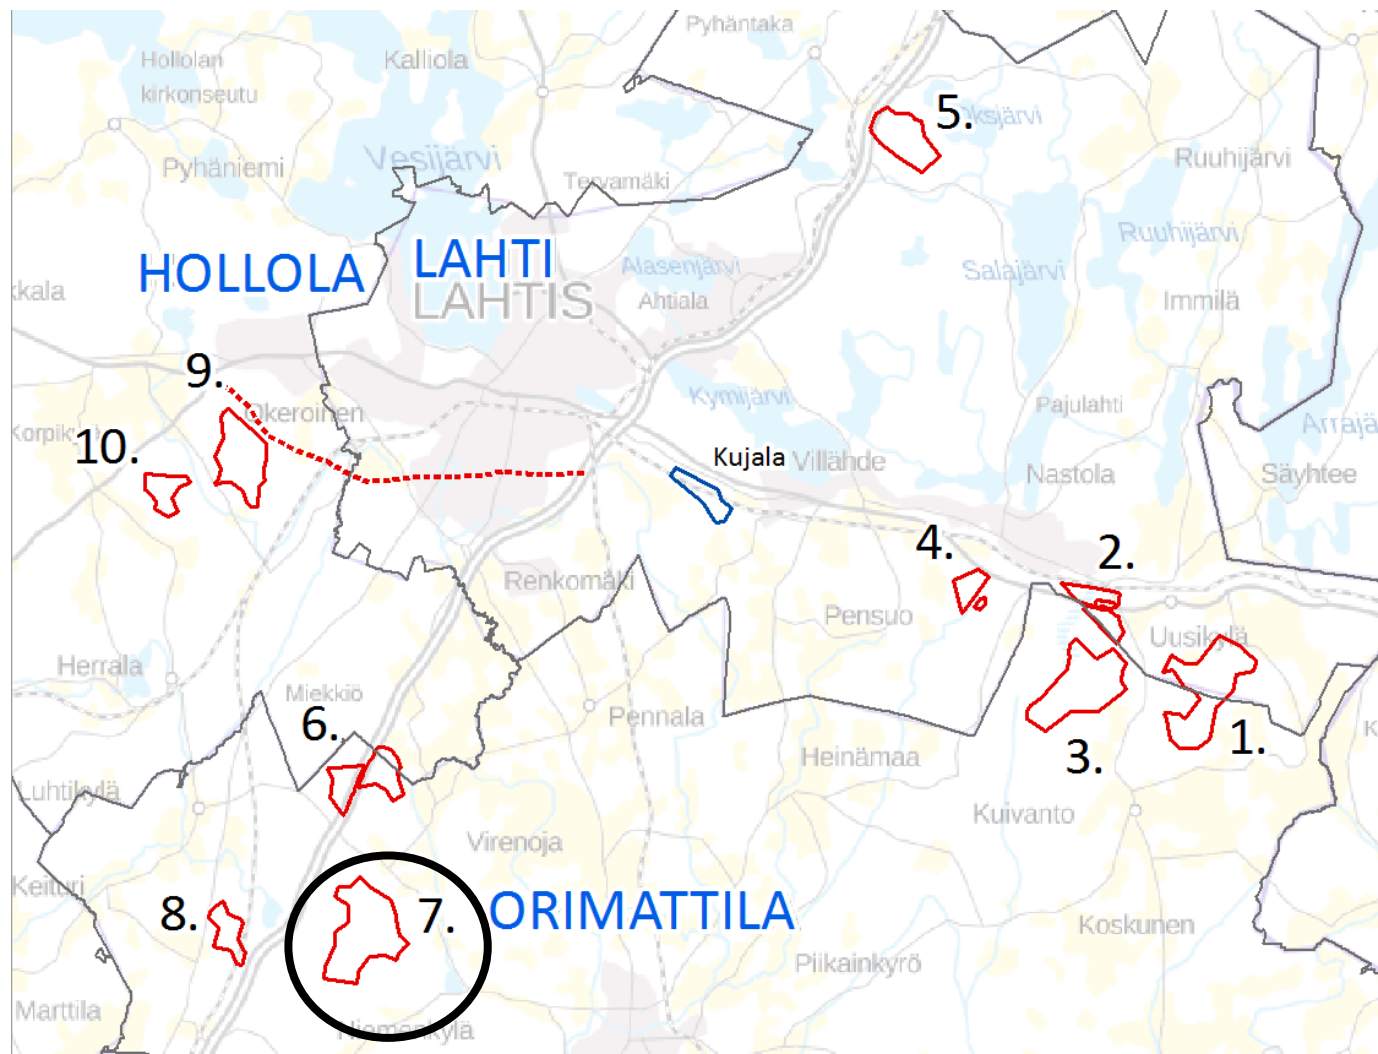 Pyhäntaka
Hollolan
kirkonseutu
Kalliola
5.
Oksjärvi
Pyhäniemi
Vesijärvi
Tervamäki
Ruuhijärvi
Ruuhijärvi
HOLLOLA
LAHTI
LAHTIS
Alasenjärvi
Ahtiala
Salajärvi
Immilä
kkala
9.
Okeroinen
Kymijärvi
Pajulahti
Arrajä
10.
Kujala
Villähde
Nastola
Säyhtee
4.
2.
Renkomäki
Pensuo
Uusikylä
Herrala
Miekkiö
6.
Pennala
Heinämaa
3.
1.
K
Luhtikylä
Kuivanto
Virenoja
Keituri
8.
7.
ORIMATTILA
Koskunen
Piikainkyrö
Marttila
Niemenkylä